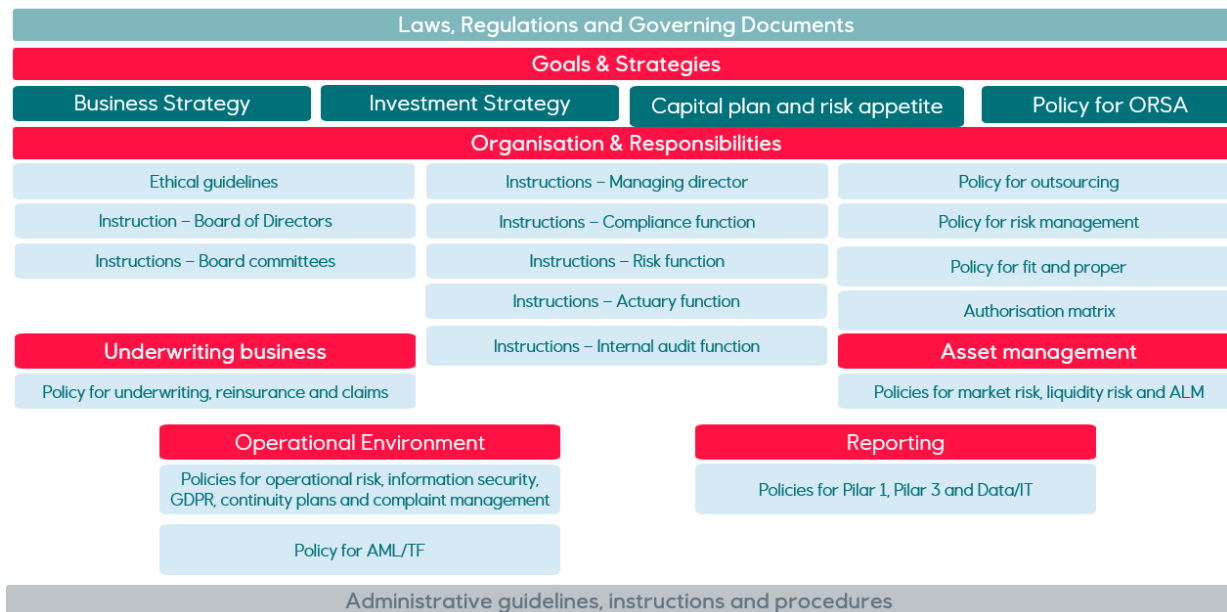 Laws, Regulations and Governing Documents
Goals & Strategies
Business Strategy
Investment Strategy
Capital plan and risk appetite
Policy for ORSA
Organisation & Responsibilities
Ethical guidelines
Instruction – Board of Directors
Instructions – Board committees
Instructions – Managing director
Instructions – Compliance function
Instructions – Risk function
Instructions – Actuary function
Instructions – Internal audit function
Policy for outsourcing
Policy for risk management
Policy for fit and proper
Authorisation matrix
Underwriting business
Policy for underwriting, reinsurance and claims
Asset management
Policies for market risk, liquidity risk and ALM
Operational Environment
Policies for operational risk, information security,
GDPR, continuity plans and complaint management
Policy for AML/TF
Reporting
Policies for Pilar 1, Pilar 3 and Data/IT
Administrative guidelines, instructions and procedures